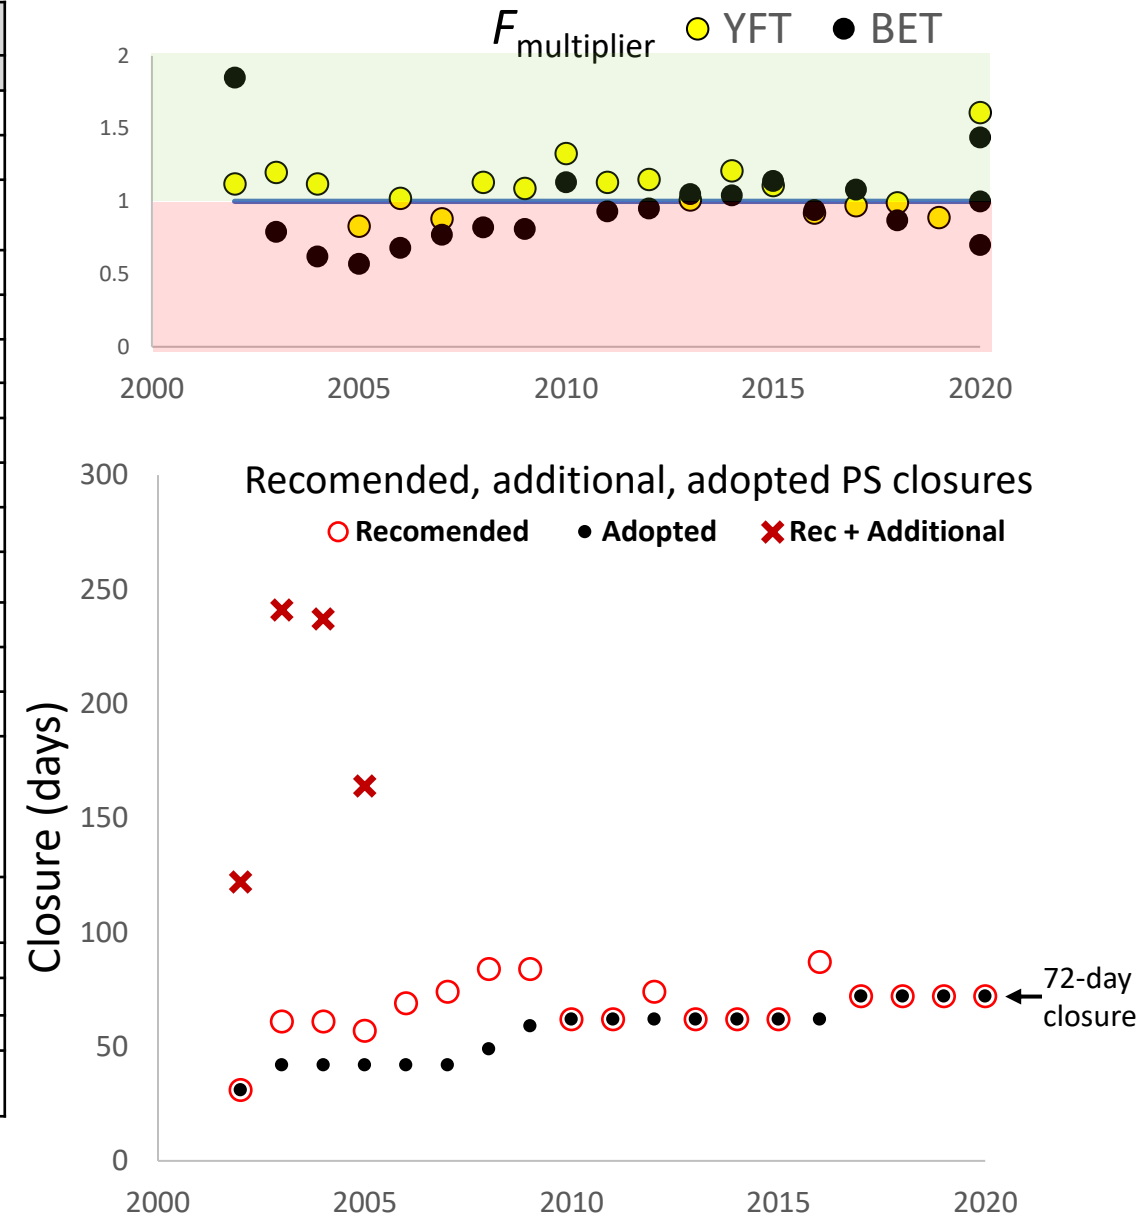 Fmultiplier YFT BET
2
1.5
1
0.5
0
2000 2005 2010 2015 2020
Recomended, additional, adopted PS closures
Recomended Adopted Rec + Additional
Closure (days)
300
250
200
150
100
50
0
72-day
closure
2000 2005 2010 2015 2020